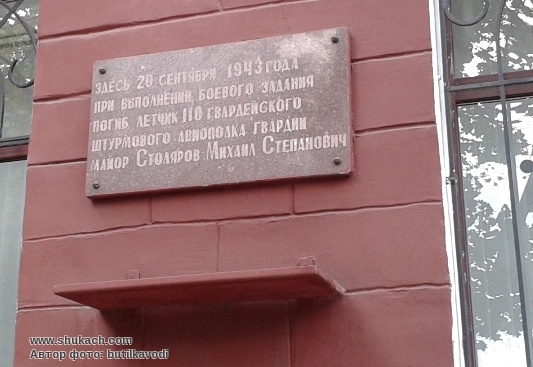 ЗДЕСЬ 20 СЕНТЯБРЯ 1943 ГОДА
ПРИ ВЫПОЛНЕНИИ БОЕВОГО ЗАДАНИЯ
ПОГИБ ЛЕТЧИК 110 ГВАРДЕЙСКОГО
ШТУРМОВОГО АВИОПОЛКА ГВАРДИИ
МАЙОР СТОЛЯРОВ МИХАИЛ СТЕПАНОВИЧ
www.shukach.com
Автор фото: butilkavodi